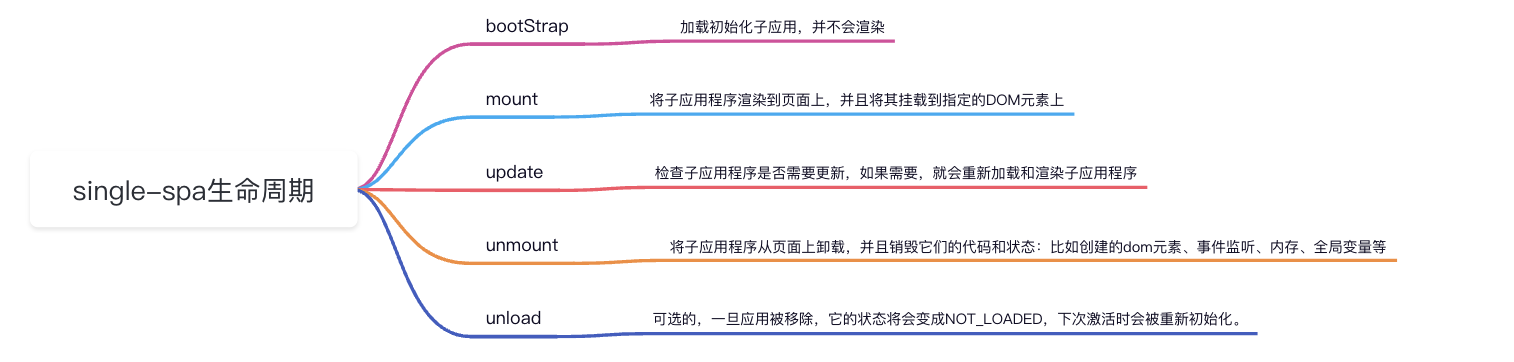 single-spa生命周期
bootStrap
加载初始化子应用，并不会渲染
mount
将子应用程序渲染到页面上，并且将其挂载到指定的DOM元素上
update
检查子应用程序是否需要更新，如果需要，就会重新加载和渲染子应用程序
unmount
将子应用程序从页面上卸载，并且销毁它们的代码和状态：比如创建的dom元素、事件监听、内存、全局变量等
unload
可选的，一旦应用被移除，它的状态将会变成NOT_LOADED，下次激活时会被重新初始化。